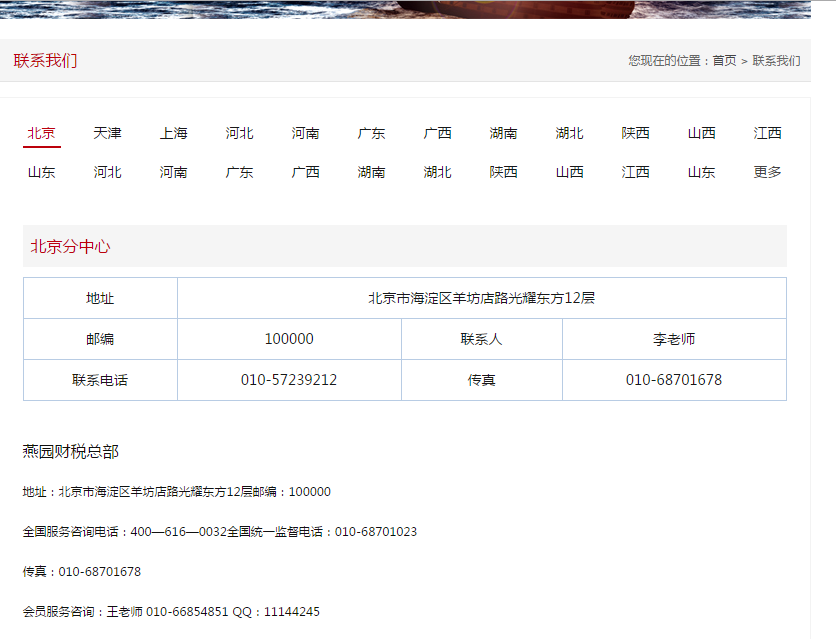 联系我们
您现在的位置：首页 > 联系我们
北京 天津 上海 河北 河南 广东 广西 湖南 湖北 陕西 山西 江西
山东 河北 河南 广东 广西 湖南 湖北 陕西 山西 江西 山东 更多
北京分中心
地址 北京市海淀区羊坊店路光耀东方12层
邮编 100000 联系人 李老师
联系电话 010-57239212 传真 010-68701678
燕园财税总部
地址：北京市海淀区羊坊店路光耀东方12层邮编：100000
全国服务咨询电话：400—616—0032全国统一监督电话：010-68701023
传真：010-68701678
会员服务咨询：王老师 010-66854851 QQ：11144245